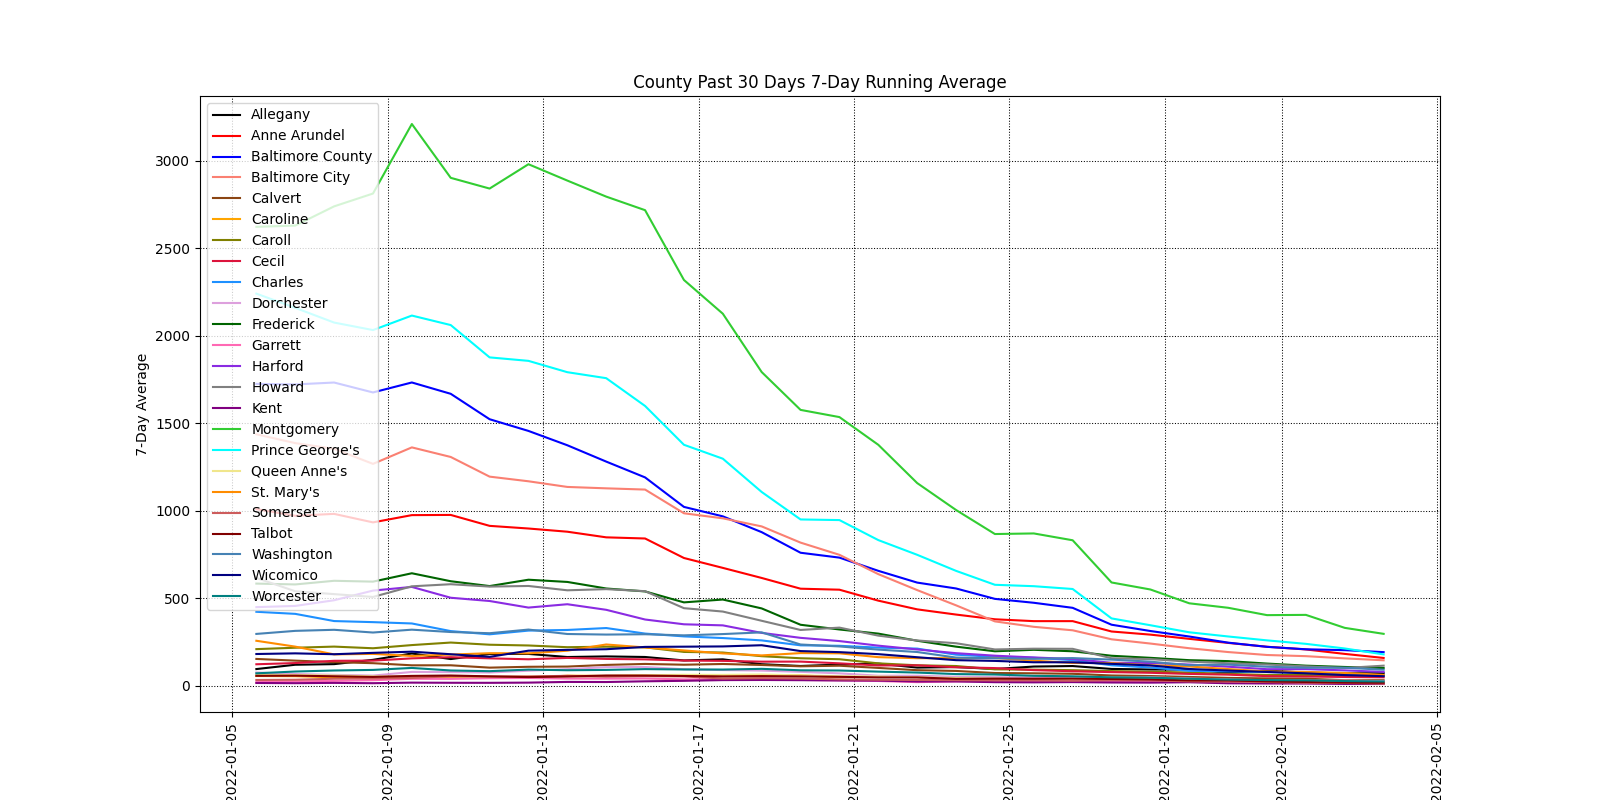 County Past 30 Days 7-Day Running Average
7-Day Average
3000
2500
2000
1500
1000
500
0
Allegany
Anne Arundel
Baltimore County
Baltimore City
Calvert
Caroline
Caroll
Cecil
Charles
Dorchester
Frederick
Garrett
Harford
Howard
Kent
Montgomery
Prince George's
Queen Anne's
St. Mary's
Somerset
Talbot
Washington
Wicomico
Worcester
2022-01-05
2022-01-09
2022-01-13
2022-01-17
2022-01-21
2022-01-25
2022-01-29
2022-02-01
2022-02-05